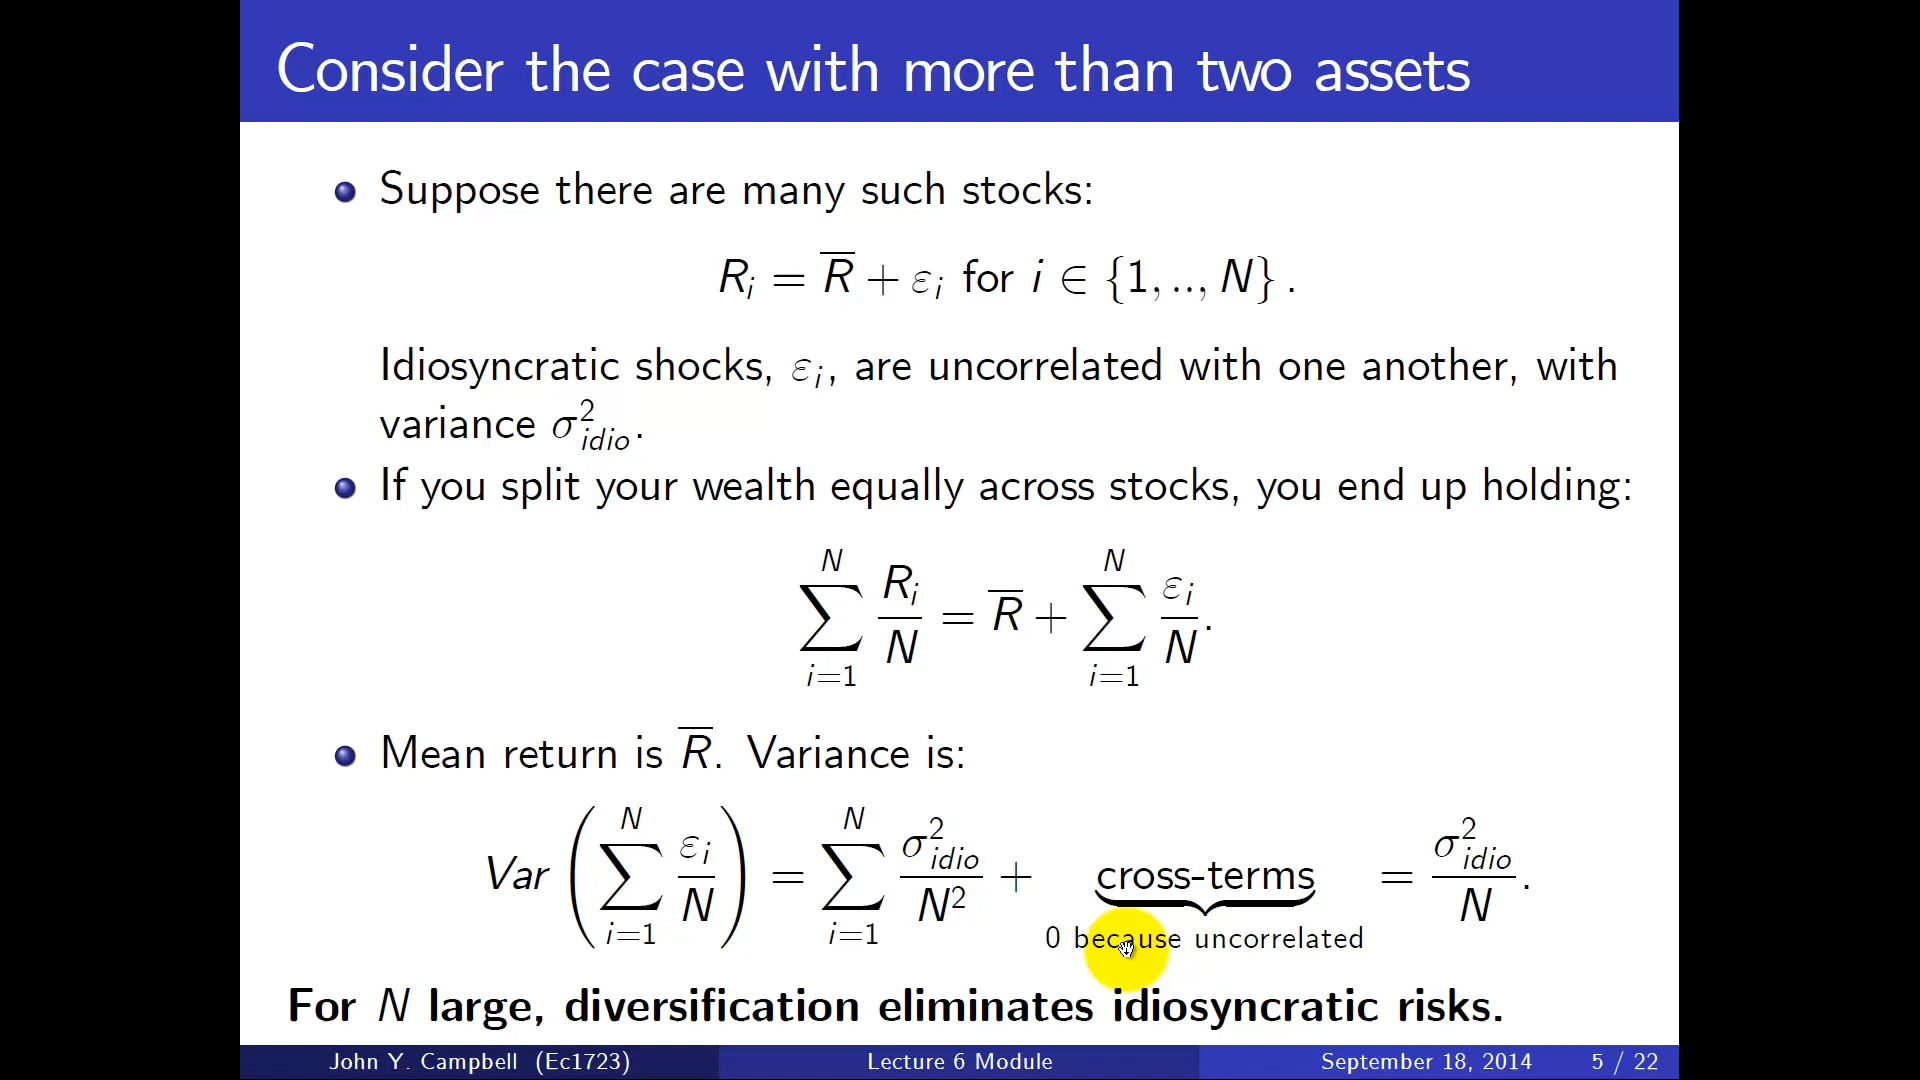 Consider the case with more than two assets
Suppose there are many such stocks:
R_i = R̅ + ε_i for i ∈ {1, .., N} .
Idiosyncratic shocks, ε_i, are uncorrelated with one another, with
variance σ²_idio.
If you split your wealth equally across stocks, you end up holding:
∑_{i=1}^{N} R_i/N = R̅ + ∑_{i=1}^{N} ε_i/N.
Mean return is R̅. Variance is:
Var (∑_{i=1}^{N} ε_i/N) = ∑_{i=1}^{N} σ²_idio/N² + cross-terms = σ²_idio/N.
0 because uncorrelated
For N large, diversification eliminates idiosyncratic risks.
John Y. Campbell (Ec1723) Lecture 6 Module September 18, 2014 5 / 22